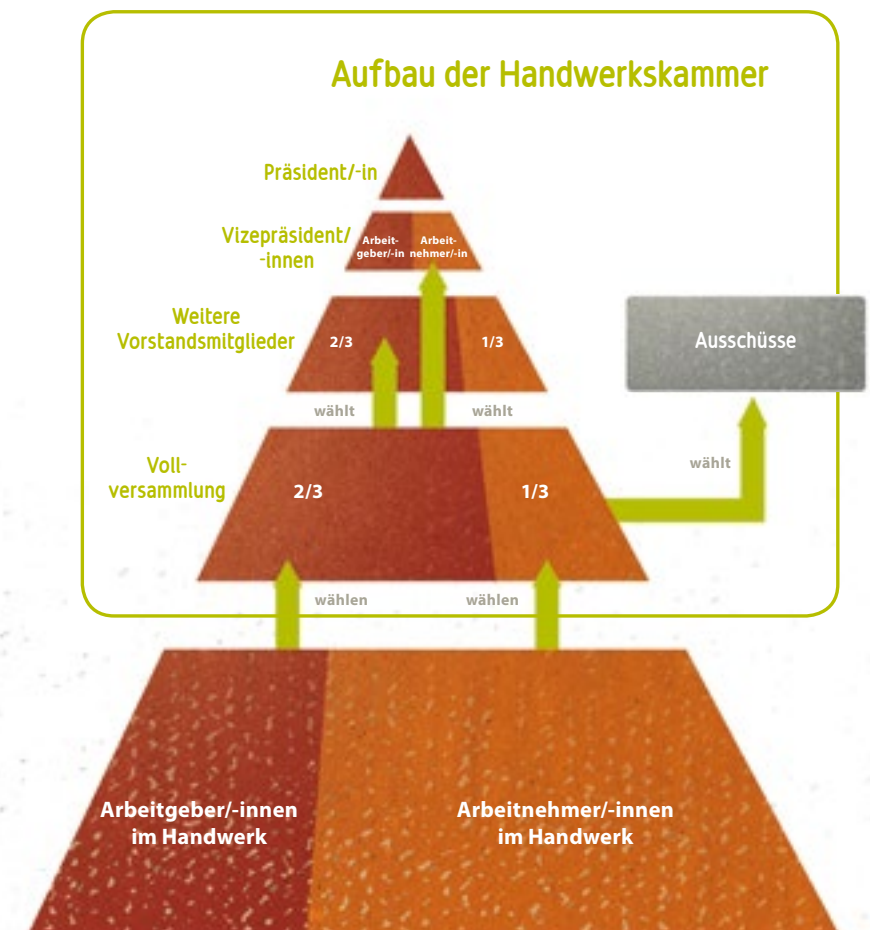 Aufbau der Handwerkskammer
Präsident/-in
Vizepräsident/
-innen
Arbeit-
geber/-in
Arbeit-
nehmer/-in
Weitere
Vorstandsmitglieder
2/3
1/3
Ausschüsse
wählt
wählt
Voll-
versammlung
2/3
1/3
wählt
wählen
wählen
Arbeitgeber/-innen
im Handwerk
Arbeitnehmer/-innen
im Handwerk